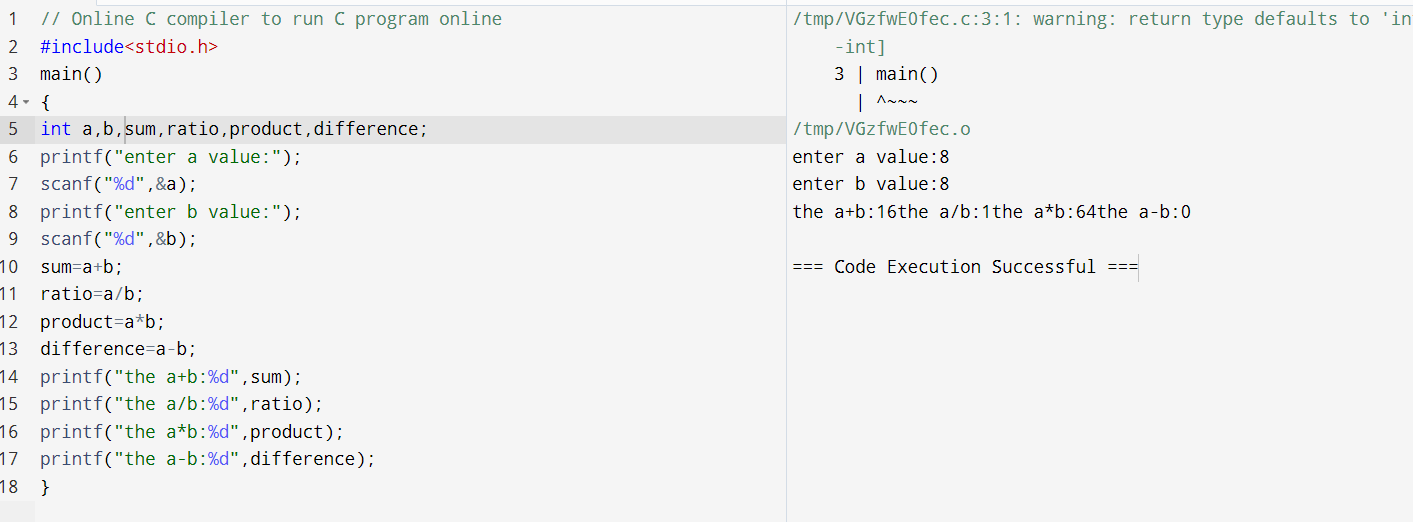 1 // Online C compiler to run C program online
2 #include<stdio.h>
3 main()
4 {
5 int a,b,sum,ratio,product,difference;
6 printf("enter a value:");
7 scanf("%d",&a);
8 printf("enter b value:");
9 scanf("%d",&b);
10 sum=a+b;
11 ratio=a/b;
12 product=a*b;
13 difference=a-b;
14 printf("the a+b:%d",sum);
15 printf("the a/b:%d",ratio);
16 printf("the a*b:%d",product);
17 printf("the a-b:%d",difference);
18 }
/tmp/VGzfwE0fec.c:3:1: warning: return type defaults to 'in
-int]
3 | main()
| ^~~~
/tmp/VGzfwE0fec.o
enter a value:8
enter b value:8
the a+b:16the a/b:1the a*b:64the a-b:0
=== Code Execution Successful ===